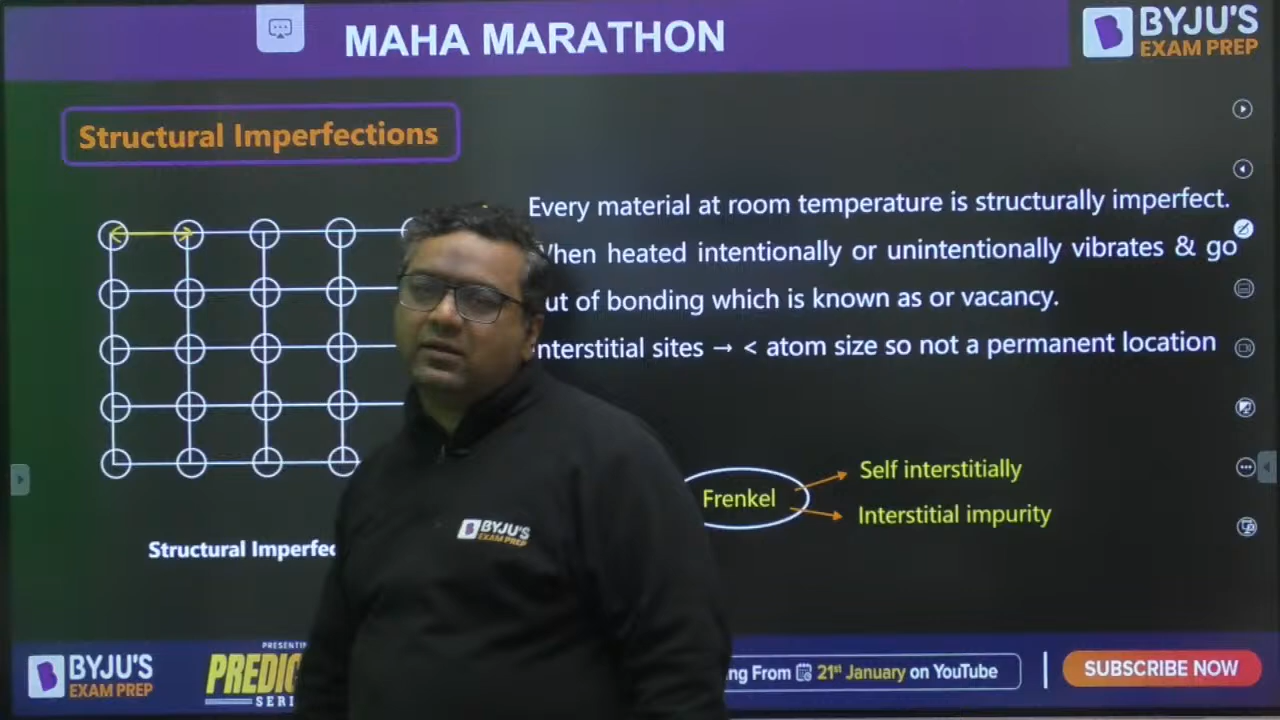 MAHA MARATHON
BYJU'S
EXAM PREP
Structural Imperfections
Every material at room temperature is structurally imperfect.
hen heated intentionally or unintentionally vibrates & go
ut of bonding which is known as or vacancy.
nterstitial sites → < atom size so not a permanent location
Frenkel
Self interstitially
Interstitial impurity
Structural Imperfec
BYJU'S
EXAM PREP
BYJU'S
EXAM PREP
PRESENTIN
PREDIC
SERI
ng From 21st January on YouTube
SUBSCRIBE NOW